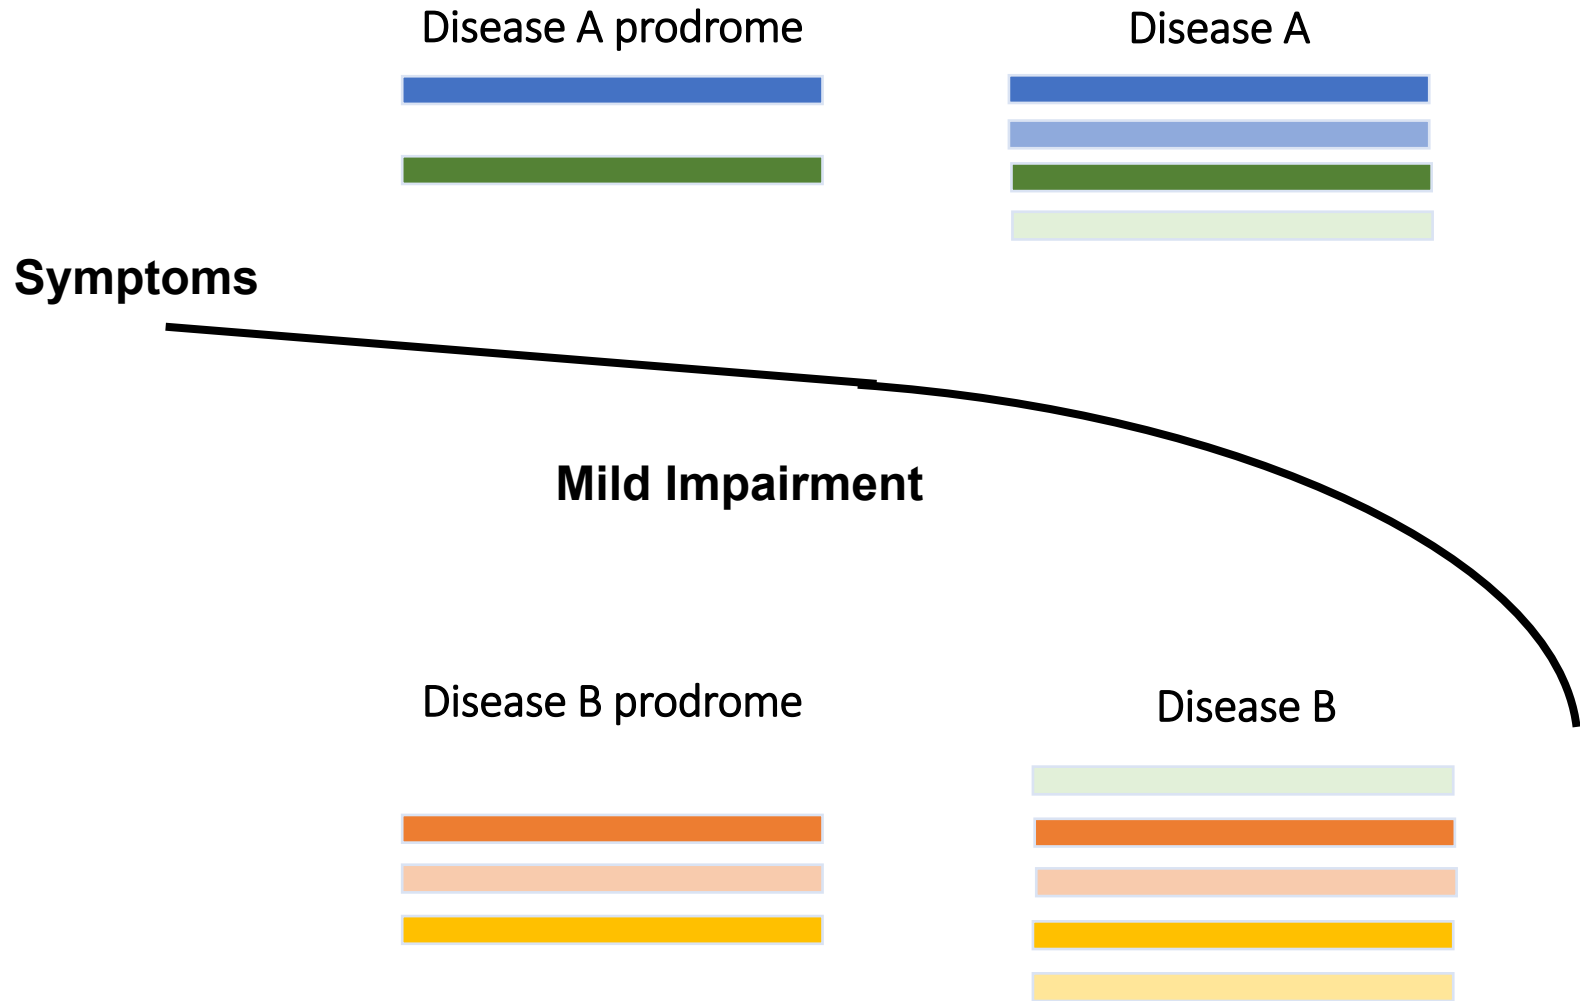 Disease A prodrome
Disease A
Symptoms
Mild Impairment
Disease B prodrome
Disease B